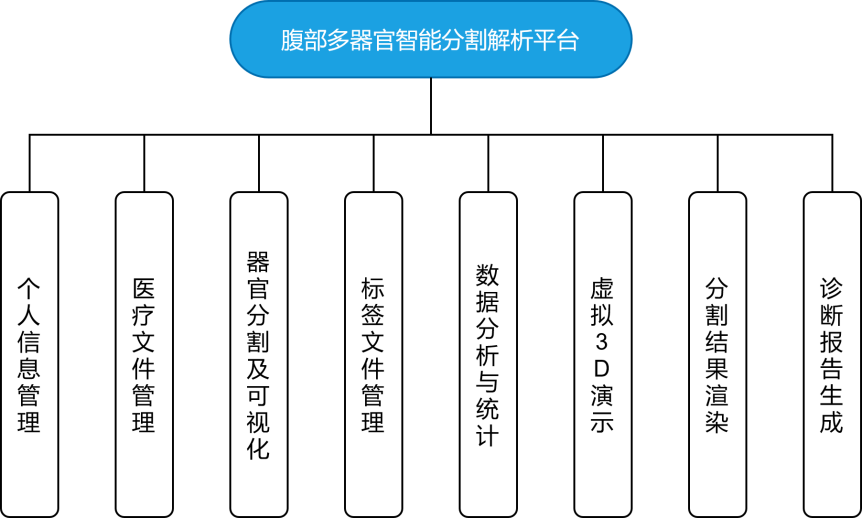 腹部多器官智能分割解析平台
个人信息管理
医疗文件管理
器官分割及可视化
标签文件管理
数据分析与统计
虚拟3D演示
分割结果渲染
诊断报告生成